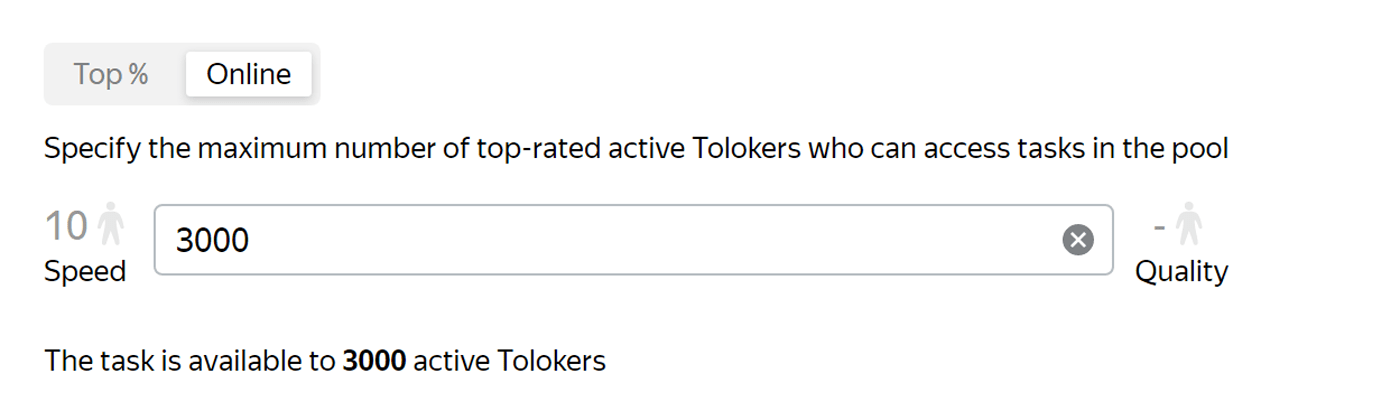 Top % Online
Specify the maximum number of top-rated active Tolokers who can access tasks in the pool
10 3000 -
Speed Quality
The task is available to 3000 active Tolokers